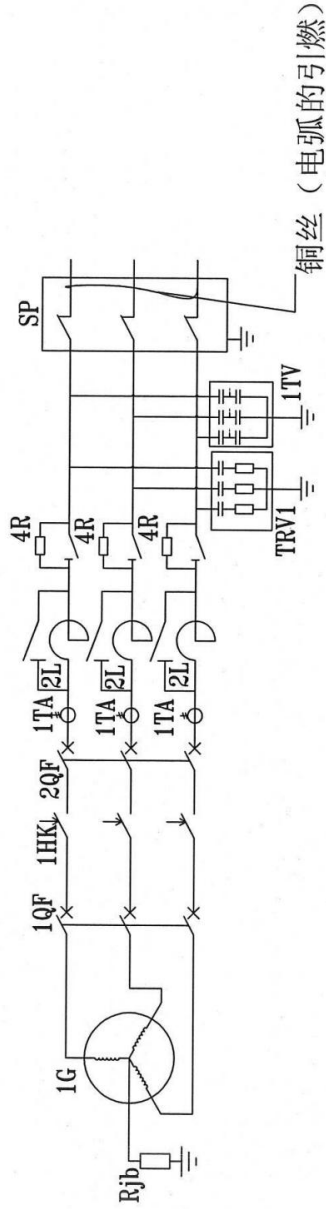 Rjb
1G
1QF
1HK
2QF
1TA
1TA
1TA
2L
2L
2L
4R
4R
4R
TRV1
1TV
SP
铜丝（电弧的引燃）